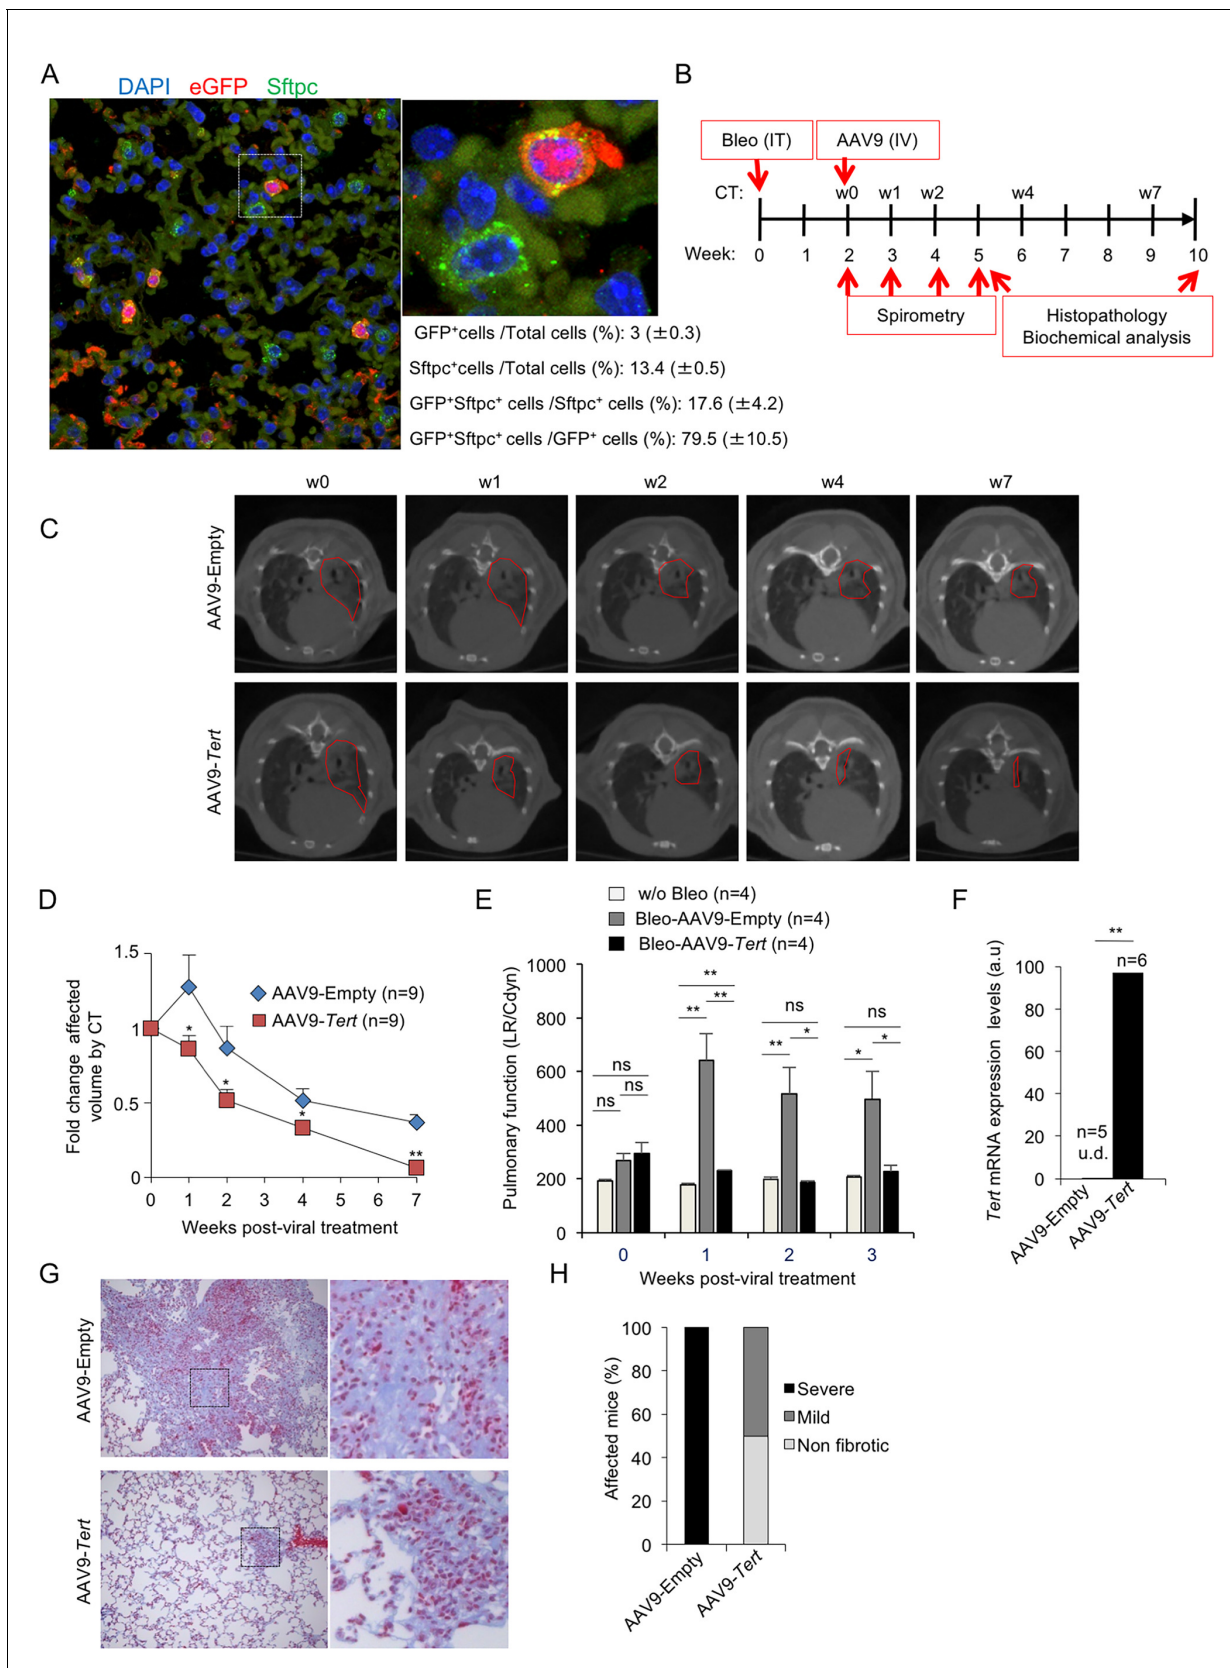 A
DAPI eGFP Sftpc
GFP⁺cells /Total cells (%): 3 (±0.3)
Sftpc⁺cells /Total cells (%): 13.4 (±0.5)
GFP⁺Sftpc⁺ cells /Sftpc⁺ cells (%): 17.6 (±4.2)
GFP⁺Sftpc⁺ cells /GFP⁺ cells (%): 79.5 (±10.5)
B
Bleo (IT) AAV9 (IV)
CT: w0 w1 w2 w4 w7
Week: 0 1 2 3 4 5 6 7 8 9 10
Spirometry
Histopathology
Biochemical analysis
C
w0 w1 w2 w4 w7
AAV9-Empty
AAV9-Tert
D
Fold change affected
volume by CT
1.5
1
0.5
0
AAV9-Empty (n=9)
AAV9-Tert (n=9)
*
*
*
**
0 1 2 3 4 5 6 7
Weeks post-viral treatment
E
w/o Bleo (n=4)
Bleo-AAV9-Empty (n=4)
Bleo-AAV9-Tert (n=4)
Pulmonary function (LR/Cdyn)
1000
800
600
400
200
0
ns
ns ns
**
** **
ns
** *
ns
* *
0 1 2 3
Weeks post-viral treatment
F
Tert mRNA expression levels (a.u)
100
80
60
40
20
0
**
n=6
n=5
u.d.
AAV9-Empty
AAV9-Tert
G
AAV9-Empty
AAV9-Tert
H
Affected mice (%)
100
80
60
40
20
0
Severe
Mild
Non fibrotic
AAV9-Empty
AAV9-Tert